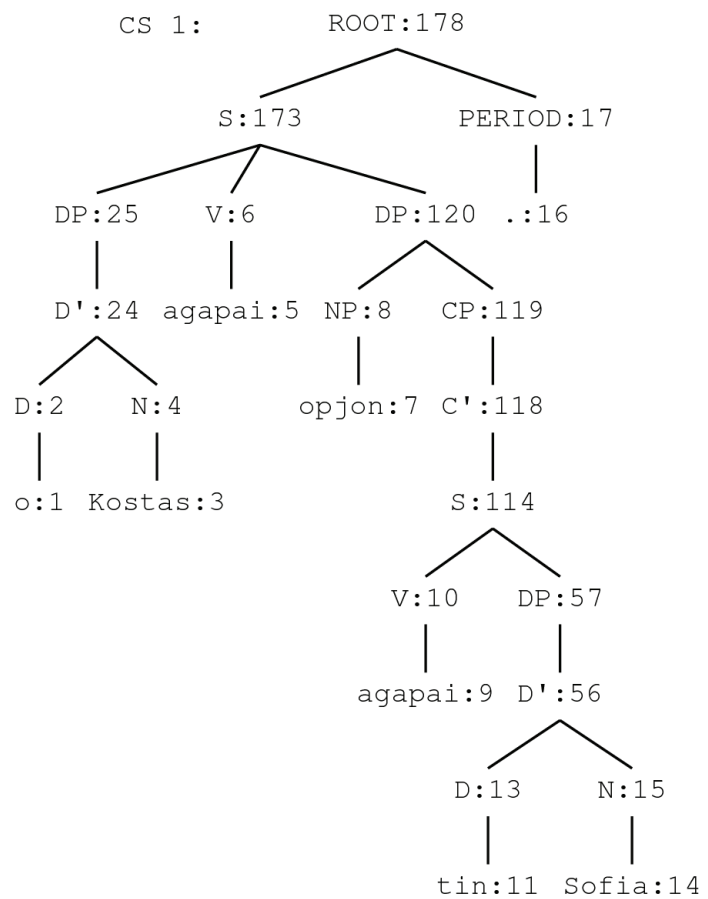 CS 1: ROOT:178
S:173 PERIOD:17
DP:25 V:6 DP:120 .:16
D':24 agapai:5 NP:8 CP:119
D:2 N:4 opjon:7 C':118
o:1 Kostas:3 S:114
V:10 DP:57
agapai:9 D':56
D:13 N:15
tin:11 Sofia:14